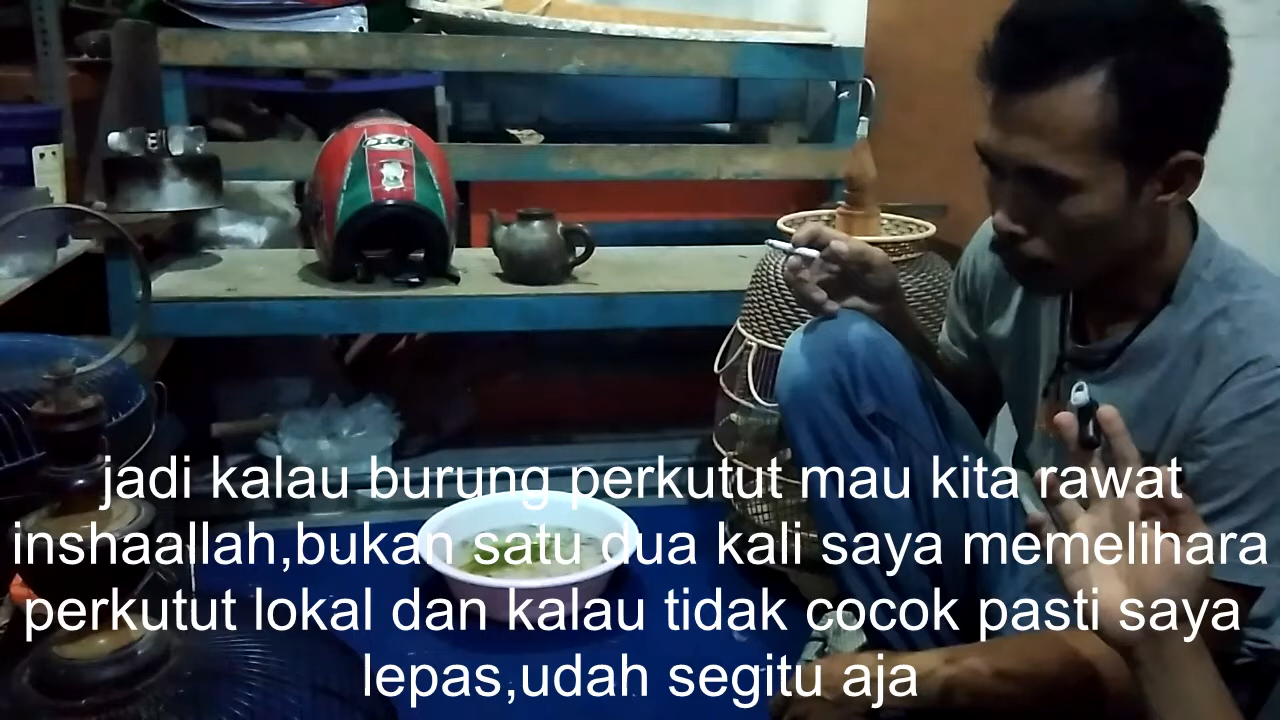 jadi kalau burung perkutut mau kita rawat
inshaallah,bukan satu dua kali saya memelihara
perkutut lokal dan kalau tidak cocok pasti saya
lepas,udah segitu aja